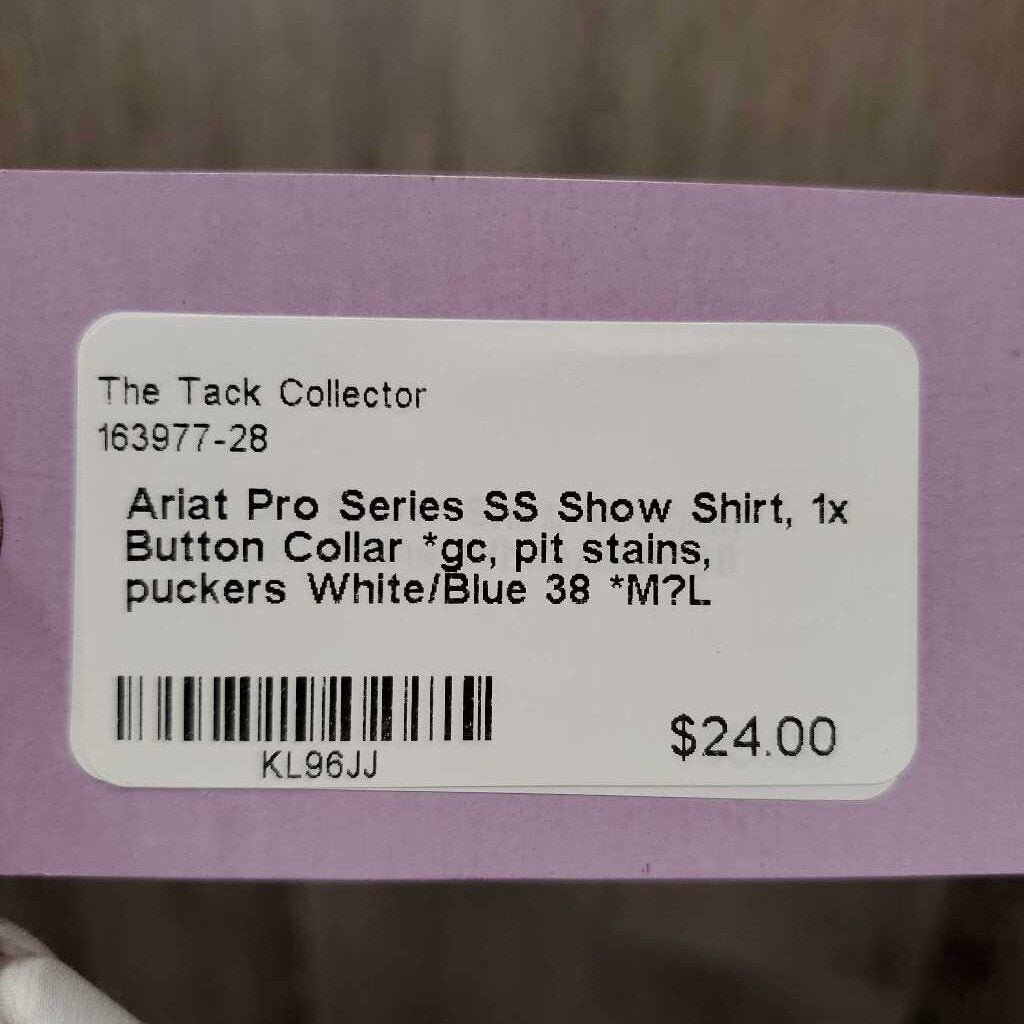 The Tack Collector
163977-28
Ariat Pro Series SS Show Shirt, 1x
Button Collar *gc, pit stains,
puckers White/Blue 38 *M?L
KL96JJ
$24.00